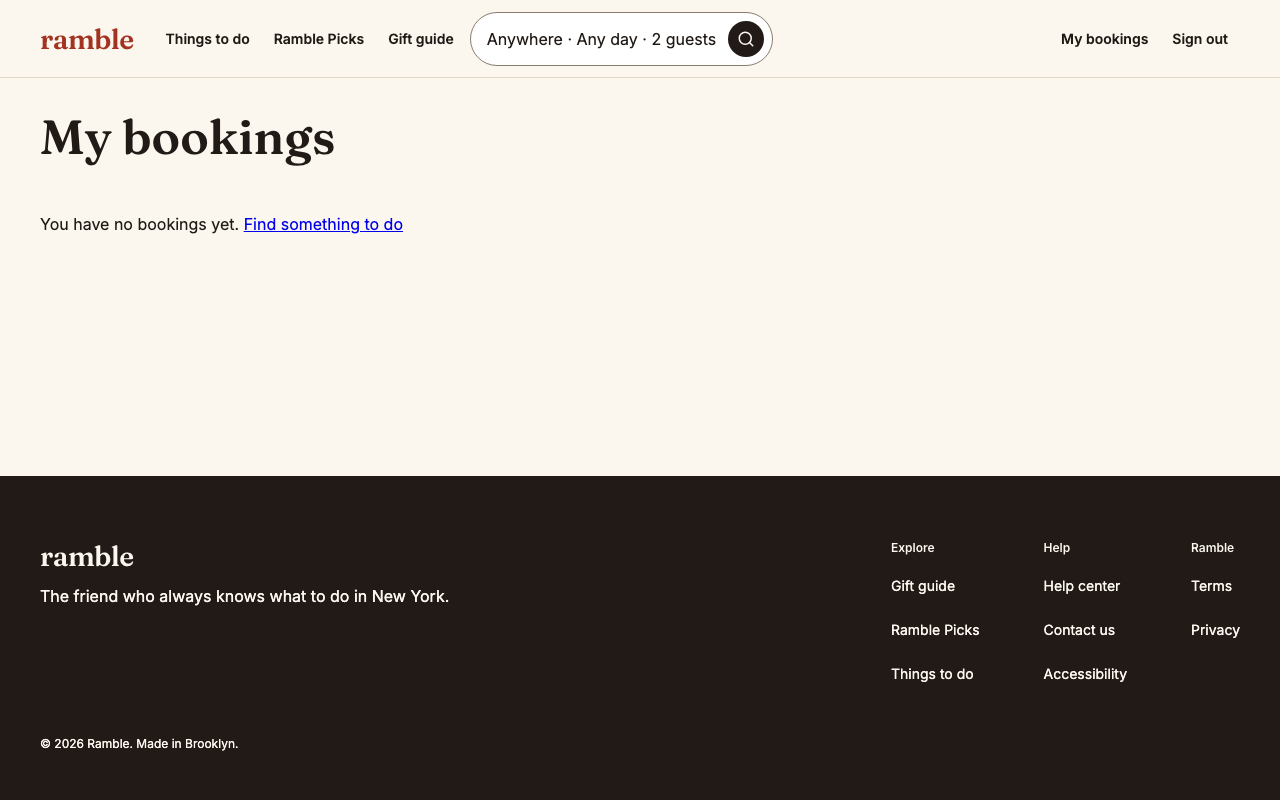 ramble
Things to do
Ramble Picks
Gift guide
Anywhere · Any day · 2 guests
My bookings
Sign out
My bookings
You have no bookings yet. Find something to do
ramble
The friend who always knows what to do in New York.
Explore
Gift guide
Ramble Picks
Things to do
Help
Help center
Contact us
Accessibility
Ramble
Terms
Privacy
© 2026 Ramble. Made in Brooklyn.